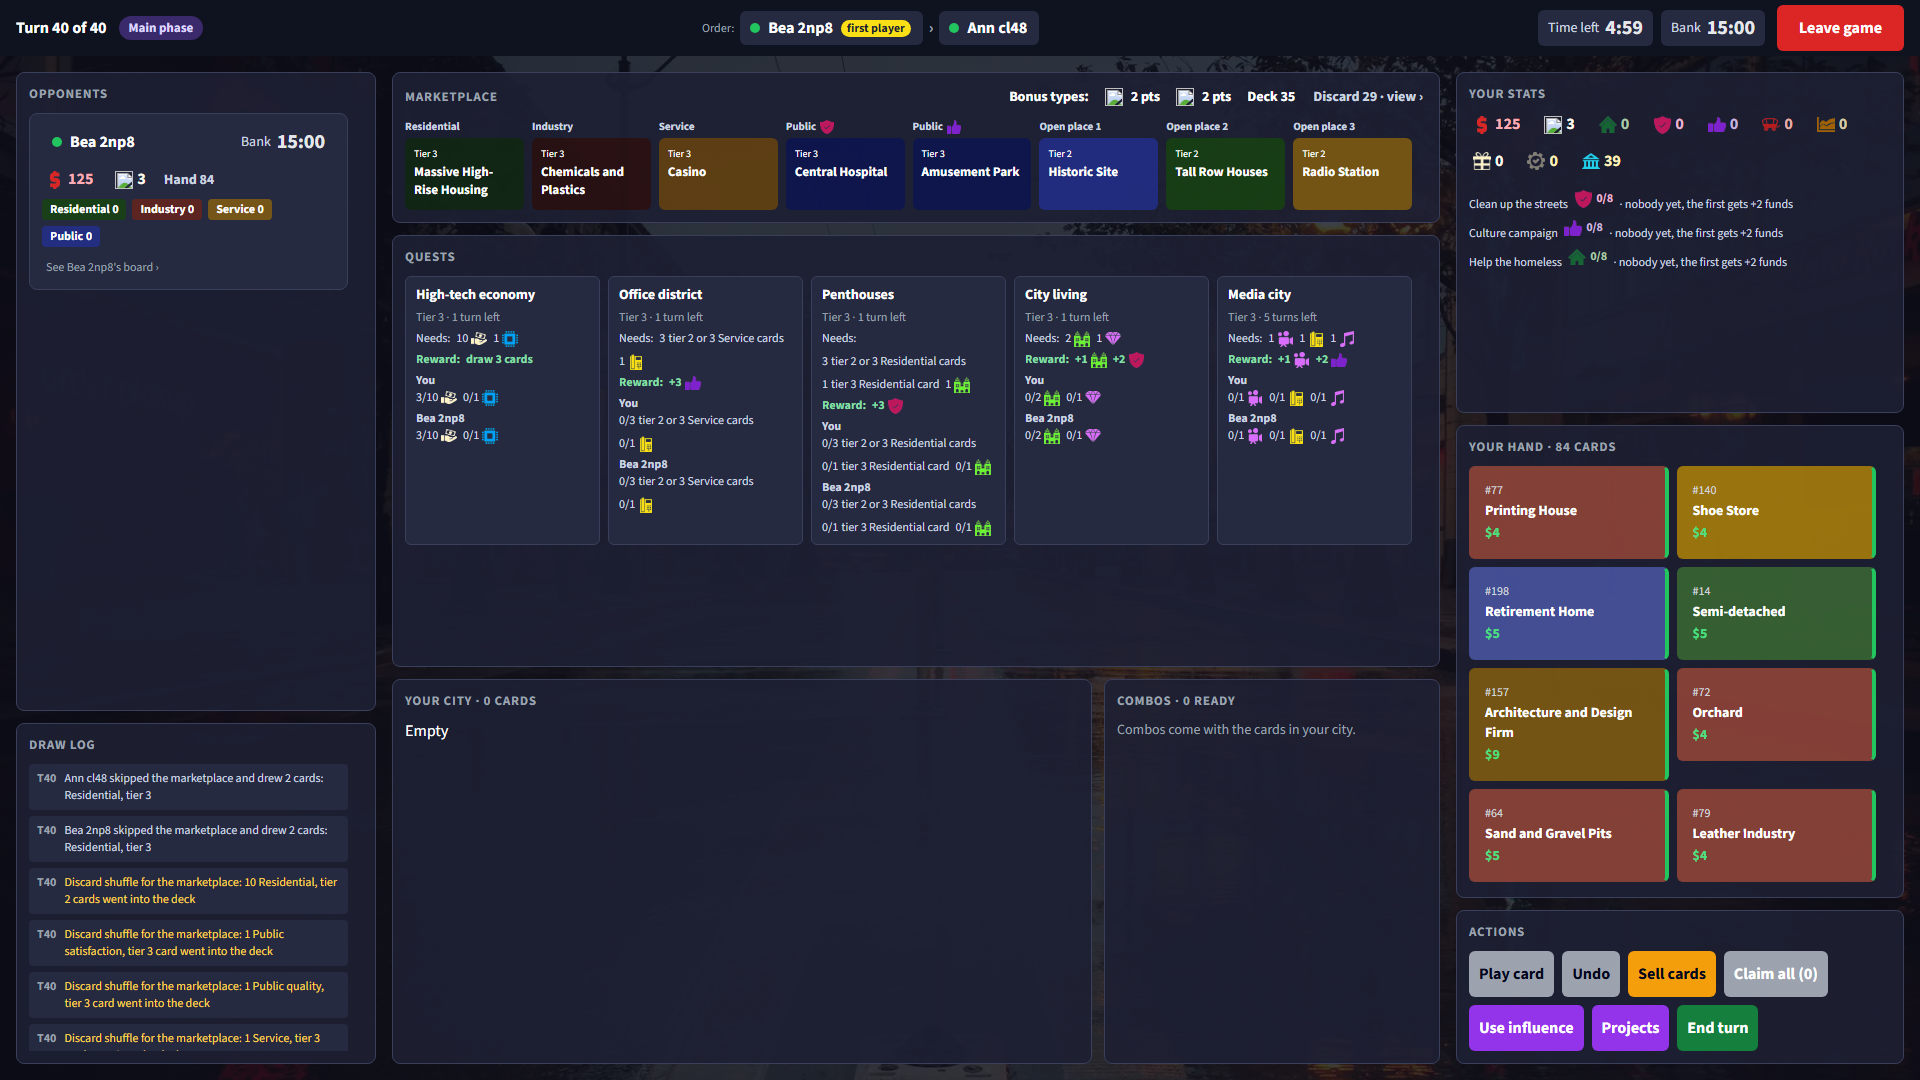 Turn 40 of 40
Main phase
Order:
Bea 2np8
first player
›
Ann cl48
Time left 4:59
Bank 15:00
Leave game
OPPONENTS
Bea 2np8
Bank 15:00
125
3
Hand 84
Residential 0
Industry 0
Service 0
Public 0
See Bea 2np8's board ›
DRAW LOG
T40 Ann cl48 skipped the marketplace and drew 2 cards:
Residential, tier 3
T40 Bea 2np8 skipped the marketplace and drew 2 cards:
Residential, tier 3
T40 Discard shuffle for the marketplace: 10 Residential, tier
2 cards went into the deck
T40 Discard shuffle for the marketplace: 1 Public
satisfaction, tier 3 card went into the deck
T40 Discard shuffle for the marketplace: 1 Public quality,
tier 3 card went into the deck
T40 Discard shuffle for the marketplace: 1 Service, tier 3
MARKETPLACE
Bonus types:
2 pts
2 pts
Deck 35
Discard 29 · view ›
Residential
Tier 3
Massive High-
Rise Housing
Industry
Tier 3
Chemicals and
Plastics
Service
Tier 3
Casino
Public
Tier 3
Central Hospital
Public
Tier 3
Amusement Park
Open place 1
Tier 2
Historic Site
Open place 2
Tier 2
Tall Row Houses
Open place 3
Tier 2
Radio Station
QUESTS
High-tech economy
Tier 3 · 1 turn left
Needs: 10 1
Reward: draw 3 cards
You
3/10 0/1
Bea 2np8
3/10 0/1
Office district
Tier 3 · 1 turn left
Needs: 3 tier 2 or 3 Service cards
1
Reward: +3
You
0/3 tier 2 or 3 Service cards
0/1
Bea 2np8
0/3 tier 2 or 3 Service cards
0/1
Penthouses
Tier 3 · 1 turn left
Needs:
3 tier 2 or 3 Residential cards
1 tier 3 Residential card 1
Reward: +3
You
0/3 tier 2 or 3 Residential cards
0/1 tier 3 Residential card 0/1
Bea 2np8
0/3 tier 2 or 3 Residential cards
0/1 tier 3 Residential card 0/1
City living
Tier 3 · 1 turn left
Needs: 2 1
Reward: +1 +2
You
0/2 0/1
Bea 2np8
0/2 0/1
Media city
Tier 3 · 5 turns left
Needs: 1 1 1
Reward: +1 +2
You
0/1 0/1 0/1
Bea 2np8
0/1 0/1 0/1
YOUR CITY · 0 CARDS
Empty
COMBOS · 0 READY
Combos come with the cards in your city.
YOUR STATS
125 3 0 0 0 0 0
0 0 39
Clean up the streets 0/8 · nobody yet, the first gets +2 funds
Culture campaign 0/8 · nobody yet, the first gets +2 funds
Help the homeless 0/8 · nobody yet, the first gets +2 funds
YOUR HAND · 84 CARDS
#77
Printing House
$4
#140
Shoe Store
$4
#198
Retirement Home
$5
#14
Semi-detached
$5
#157
Architecture and Design
Firm
$9
#72
Orchard
$4
#64
Sand and Gravel Pits
$5
#79
Leather Industry
$4
ACTIONS
Play card
Undo
Sell cards
Claim all (0)
Use influence
Projects
End turn